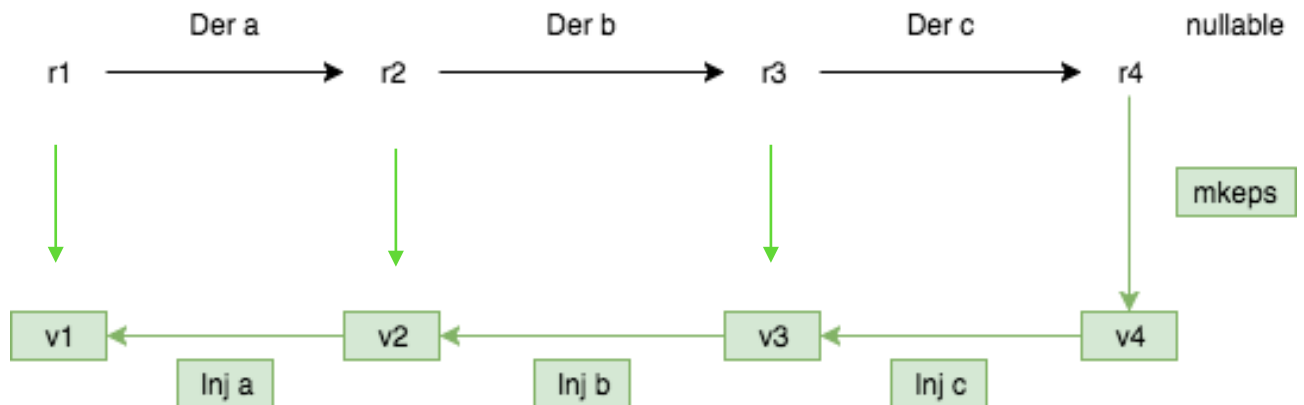 Der a Der b Der c nullable
r1 r2 r3 r4
mkeps
v1 v2 v3 v4
Inj a Inj b Inj c